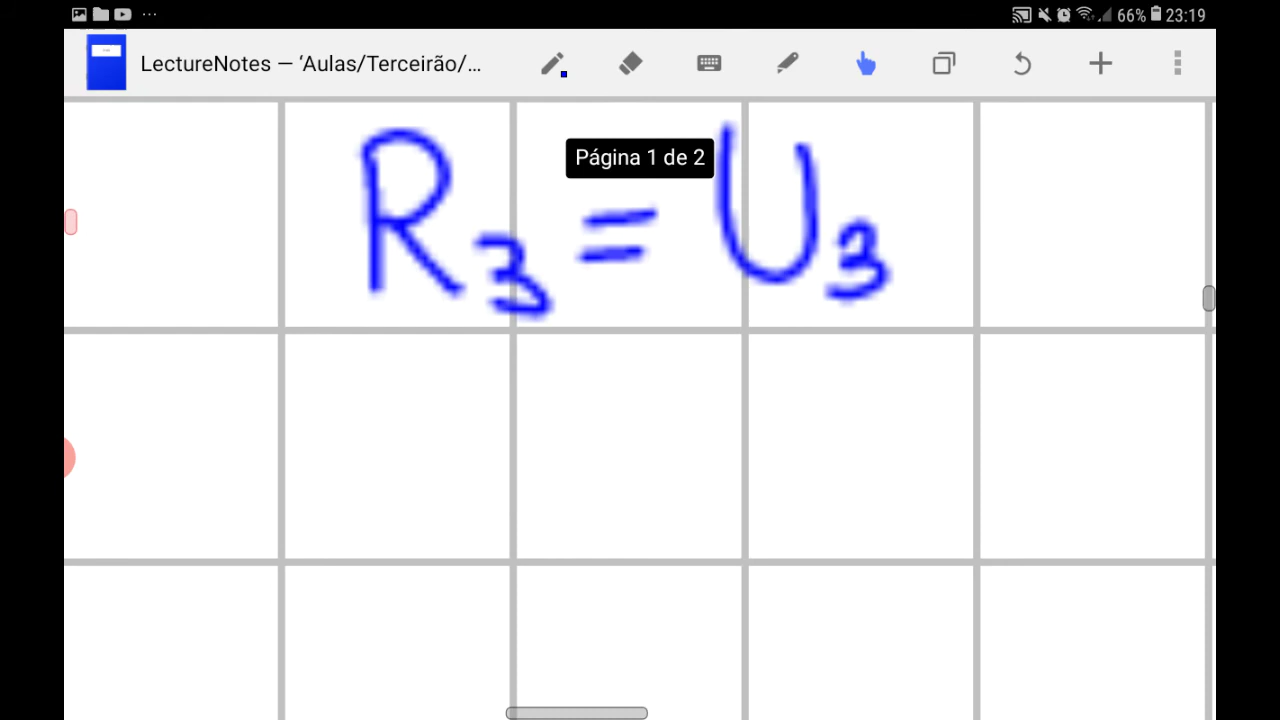 66% 23:19
LectureNotes — ‘Aulas/Terceirão/...
Página 1 de 2
R₃ = U₃